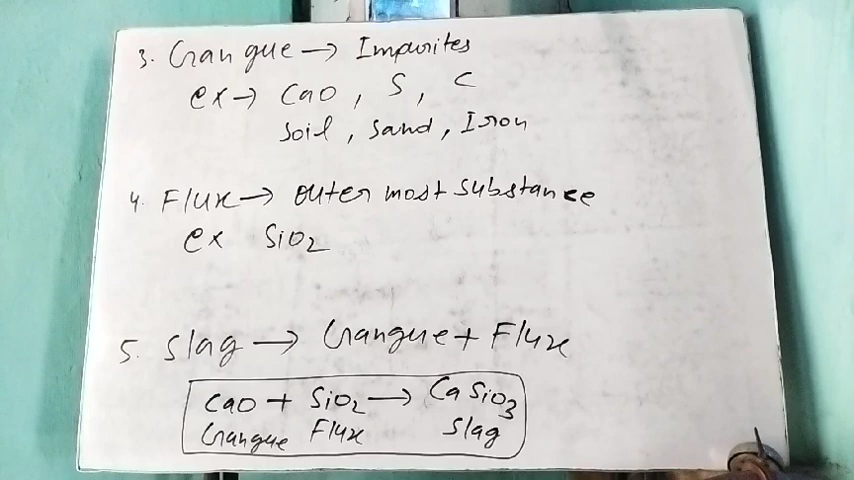 3. Gangue → Impurites
ex → CaO, S, C
Soil, Sand, Iron
4. Flux → outer most substance
ex SiO2
5. Slag → Gangue + Flux
CaO + SiO2 → CaSiO3
Gangue Flux Slag